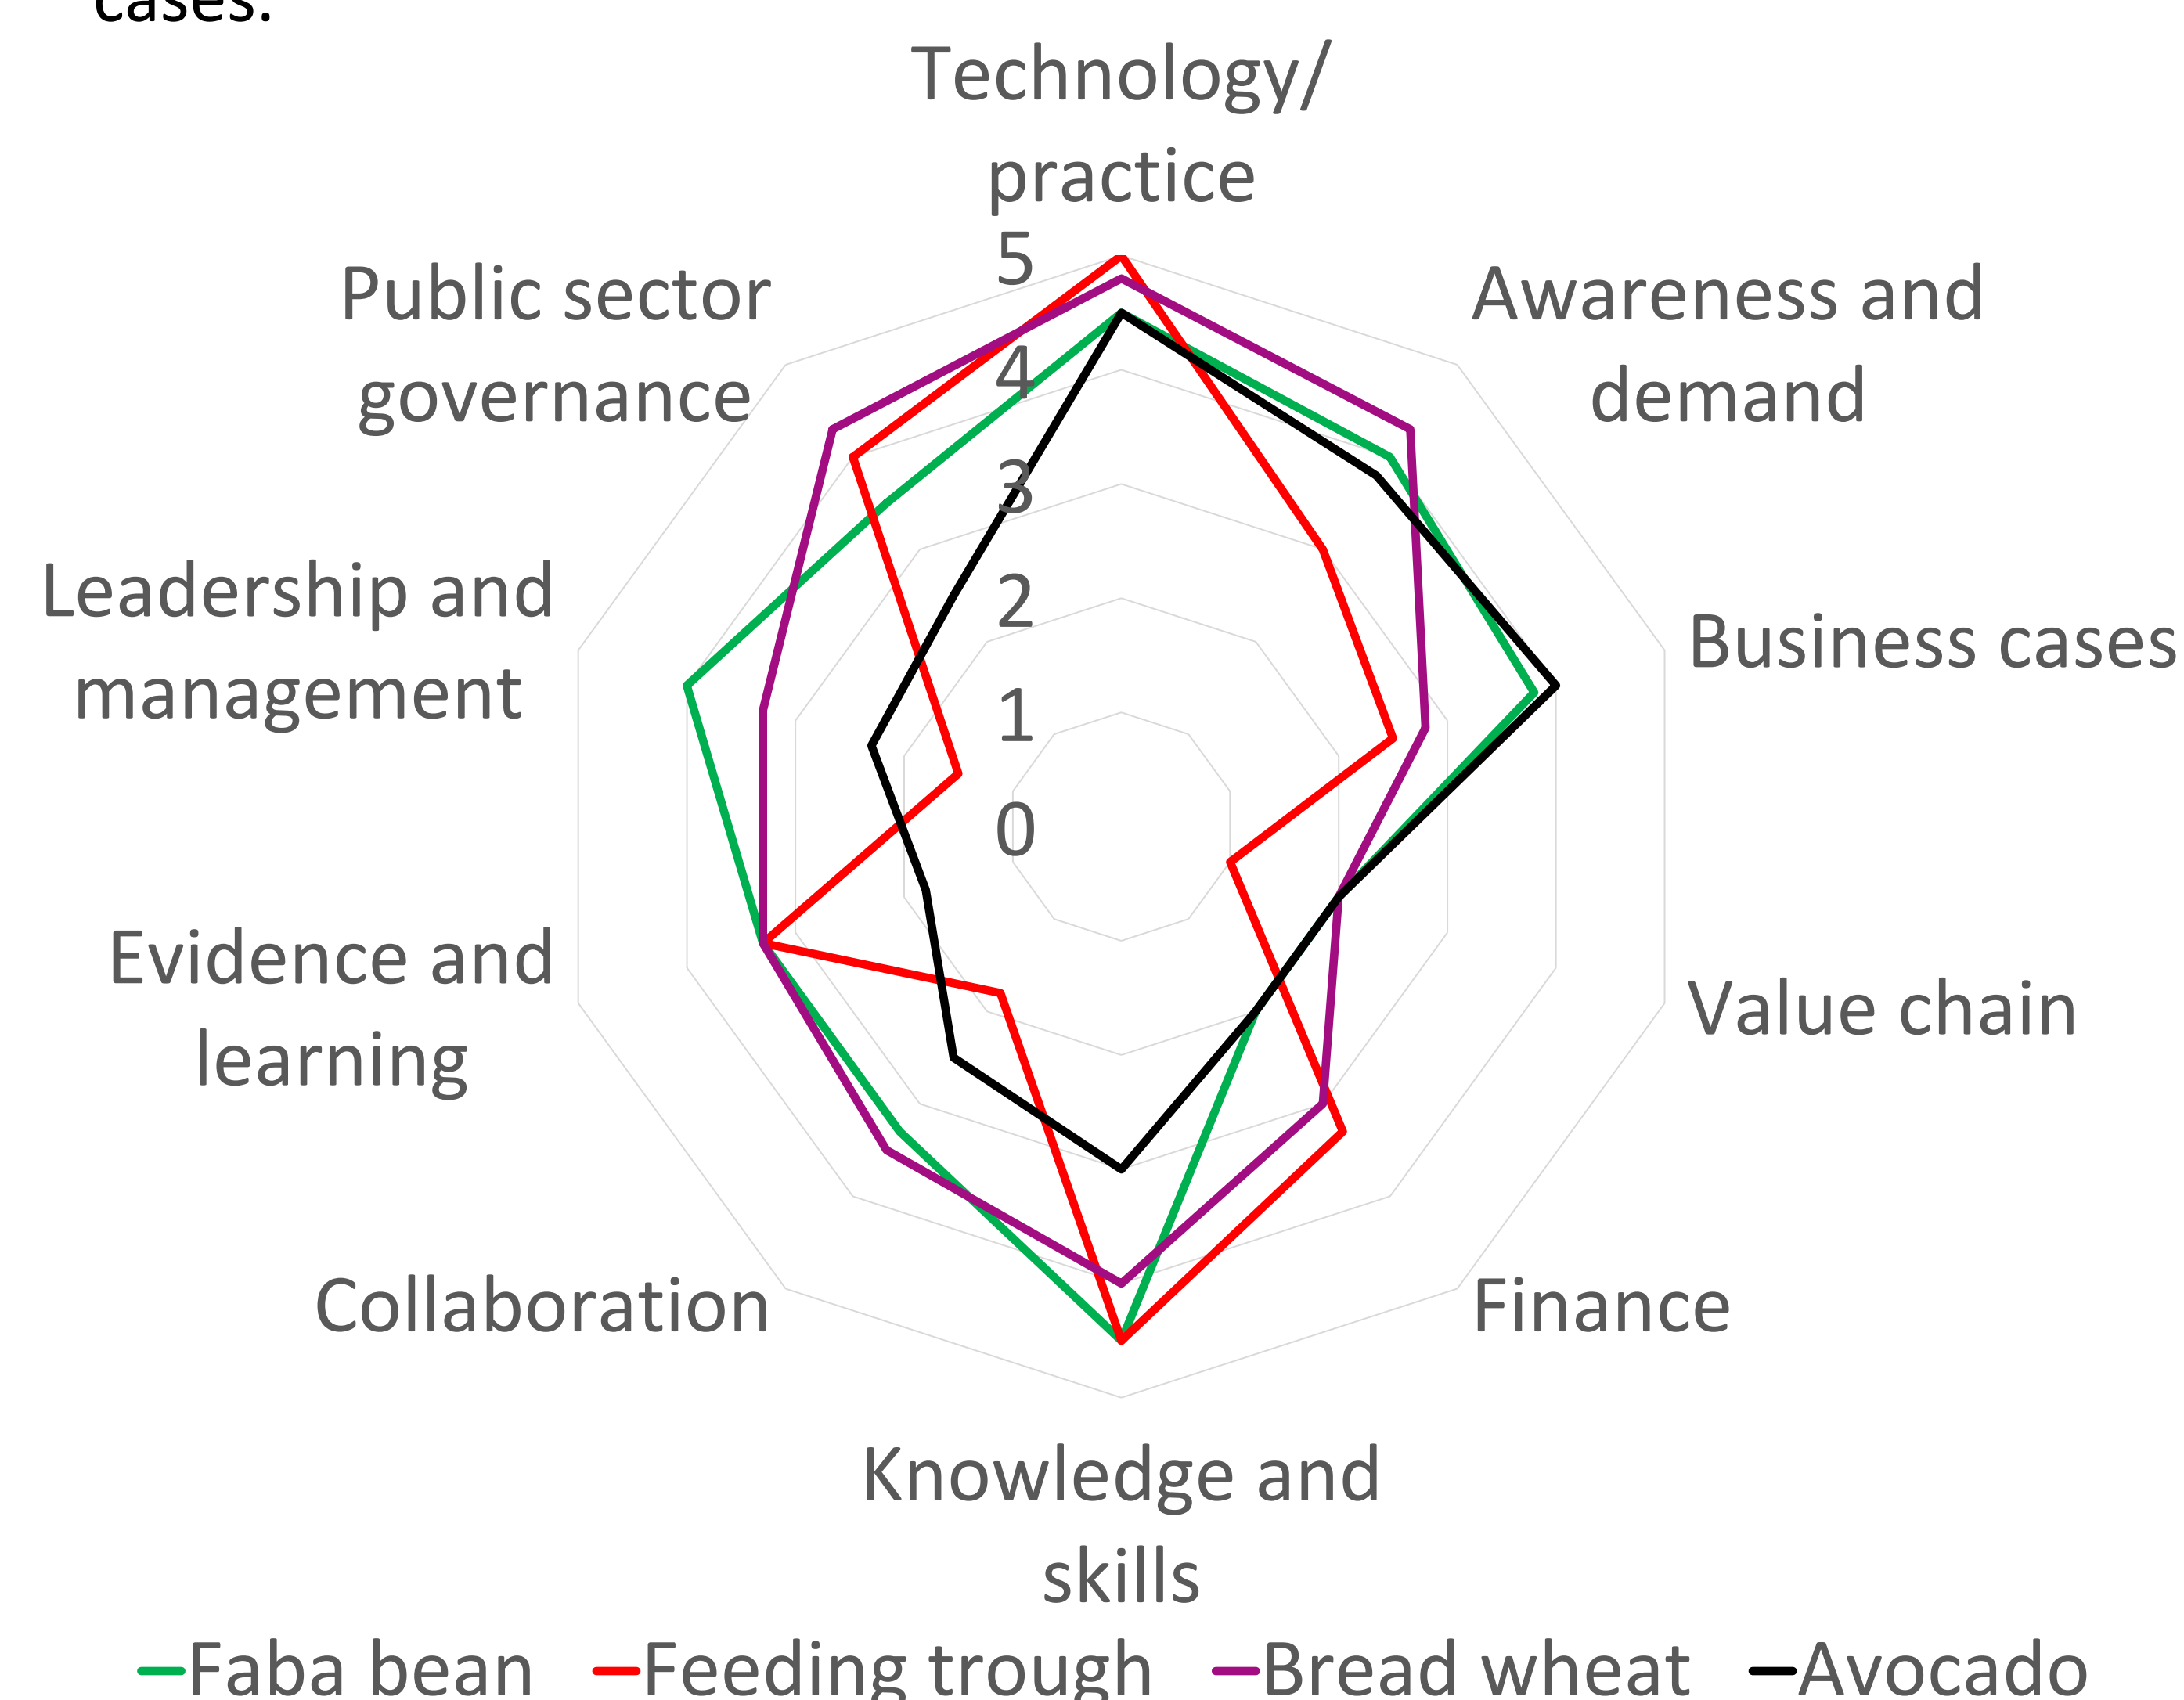 cases.
Technology/
practice
5
Public sector
governance
Awareness and
demand
4
3
Leadership and
management
2
Business cases
1
0
Evidence and
learning
Value chain
Collaboration
Finance
Knowledge and
skills
Faba bean Feeding trough Bread wheat Avocado